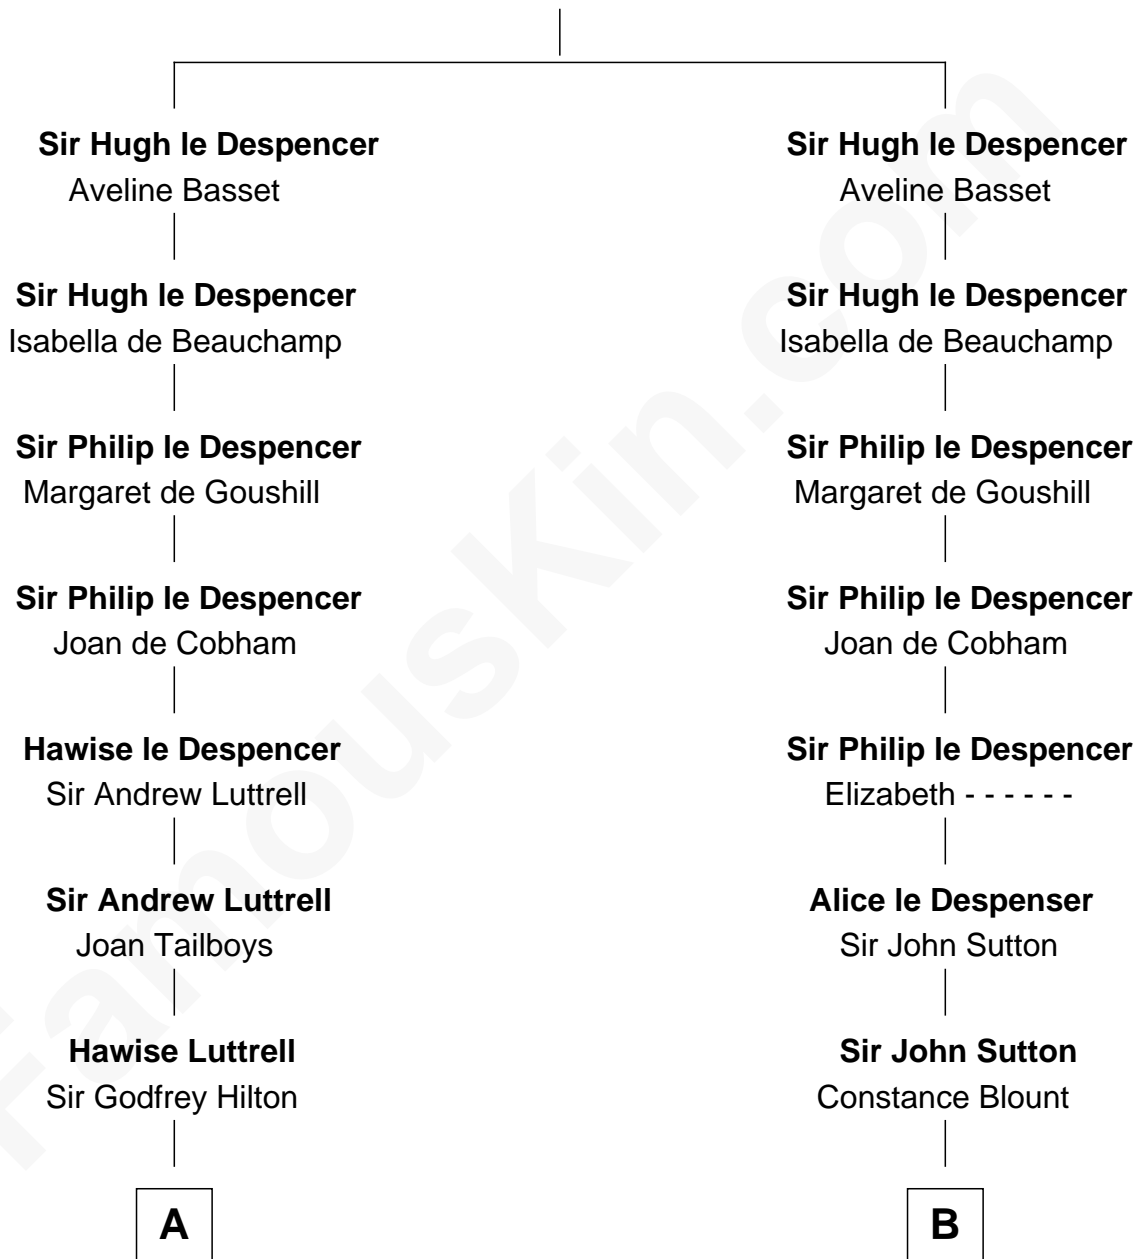 Sir Hugh le Despencer
Aveline Basset
Sir Hugh le Despencer
Isabella de Beauchamp
Sir Philip le Despencer
Margaret de Goushill
Sir Philip le Despencer
Joan de Cobham
Hawise le Despencer
Sir Andrew Luttrell
Sir Andrew Luttrell
Joan Tailboys
Hawise Luttrell
Sir Godfrey Hilton
A
Sir Hugh le Despencer
Aveline Basset
Sir Hugh le Despencer
Isabella de Beauchamp
Sir Philip le Despencer
Margaret de Goushill
Sir Philip le Despencer
Joan de Cobham
Sir Philip le Despencer
Elizabeth - - - - - -
Alice le Despenser
Sir John Sutton
Sir John Sutton
Constance Blount
B
FamousKin.com